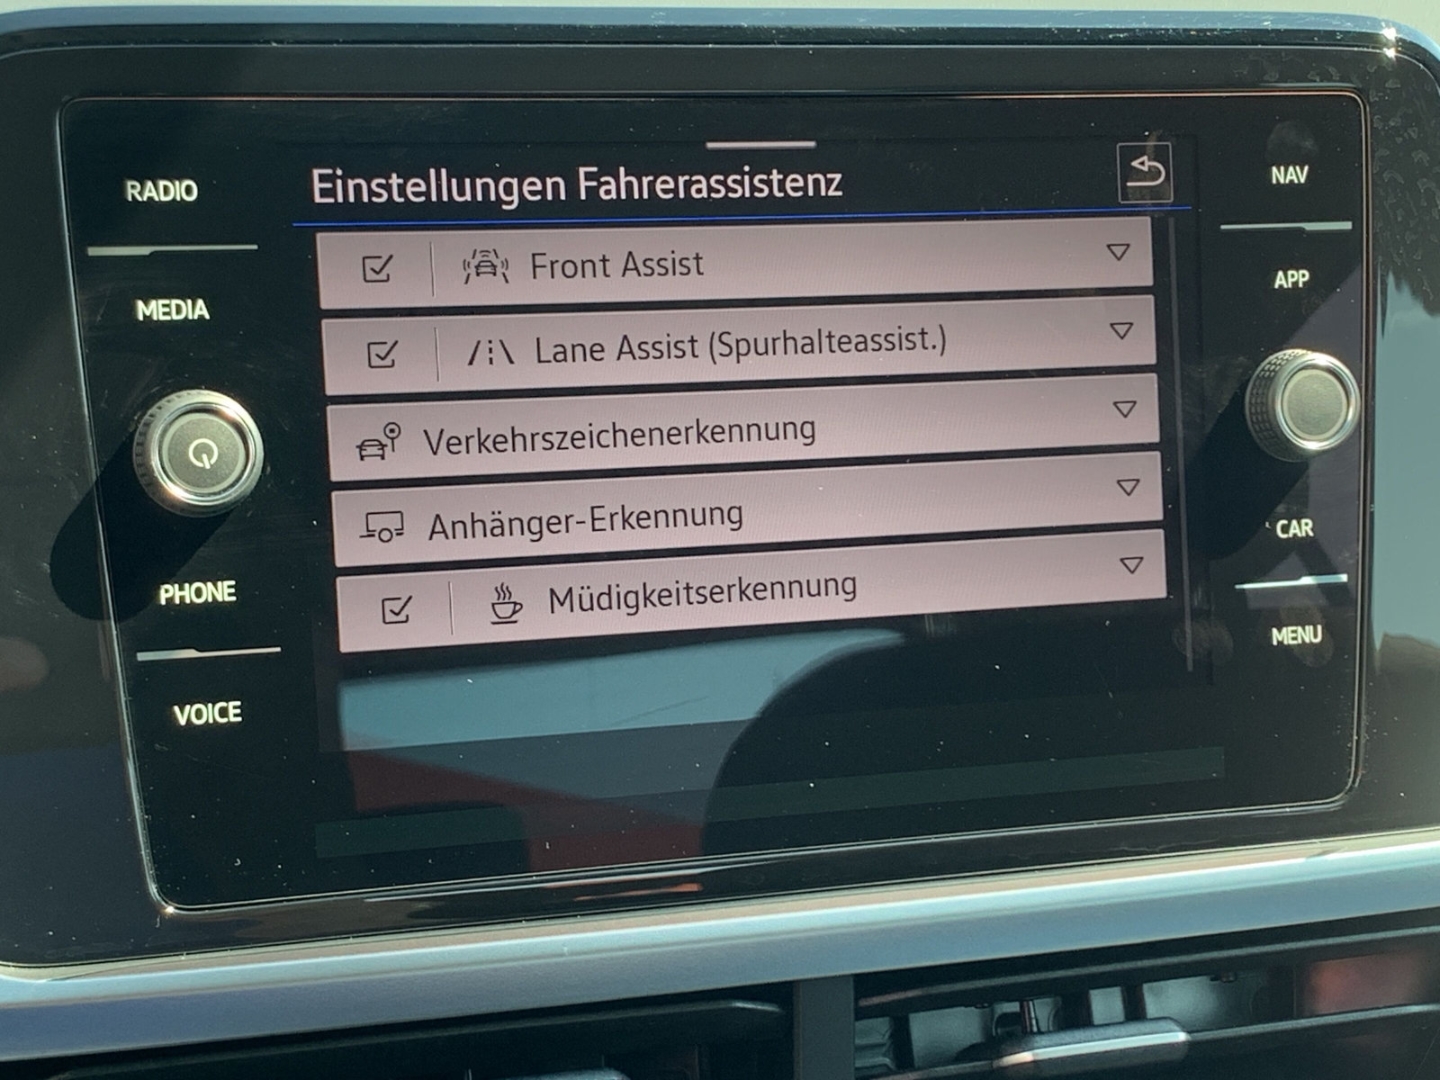 RADIO
MEDIA
PHONE
VOICE
Einstellungen Fahrerassistenz
Front Assist
Lane Assist (Spurhalteassist.)
Verkehrszeichenerkennung
Anhänger-Erkennung
Müdigkeitserkennung
NAV
APP
CAR
MENU